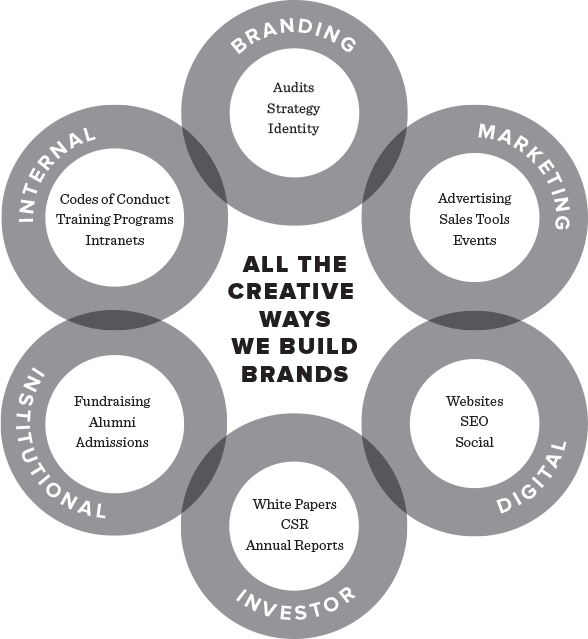 BRANDING
Audits
Strategy
Identity
INTERNAL
Codes of Conduct
Training Programs
Intranets
MARKETING
Advertising
Sales Tools
Events
ALL THE
CREATIVE
WAYS
WE BUILD
BRANDS
INSTITUTIONAL
Fundraising
Alumni
Admissions
Websites
SEO
Social
DIGITAL
White Papers
CSR
Annual Reports
INVESTOR